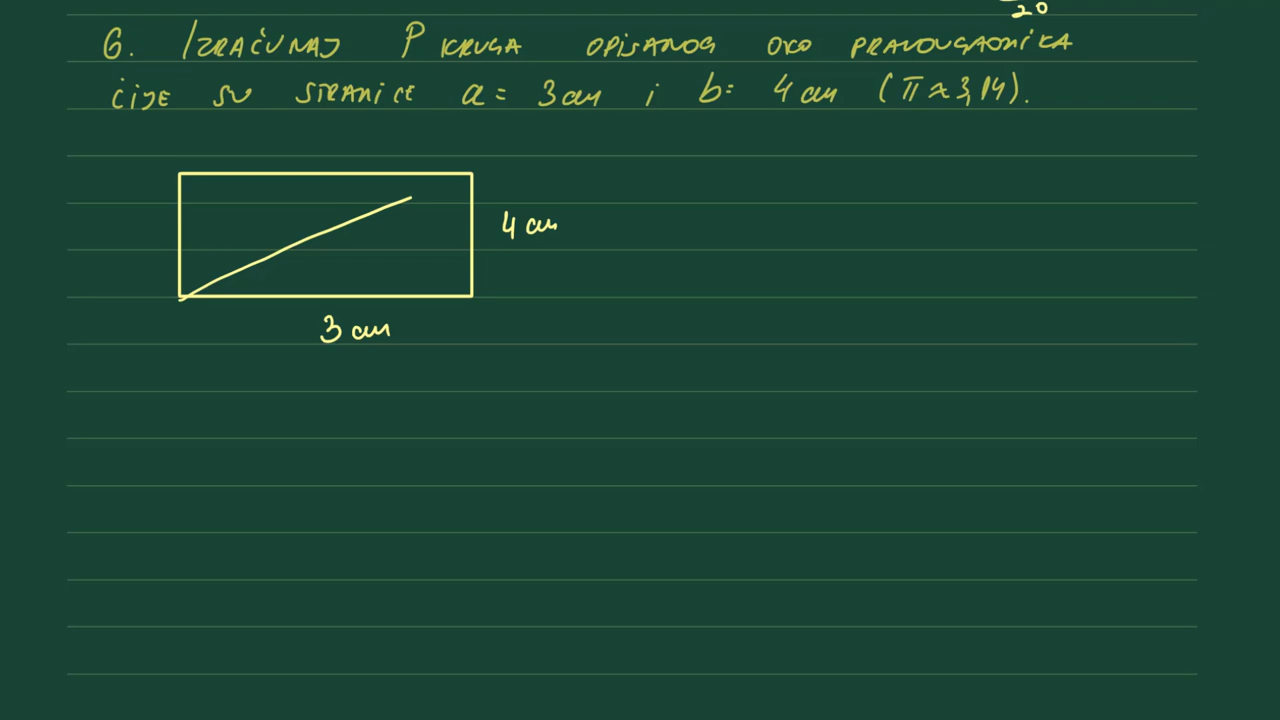 20
6. IZRAČUNAJ P KRUGA OPISANOG OKO PRAVOUGAONIKA
ČIJE SU STRANICE a = 3 cm i b = 4 cm (π ≈ 3,14).
4 cm
3 cm